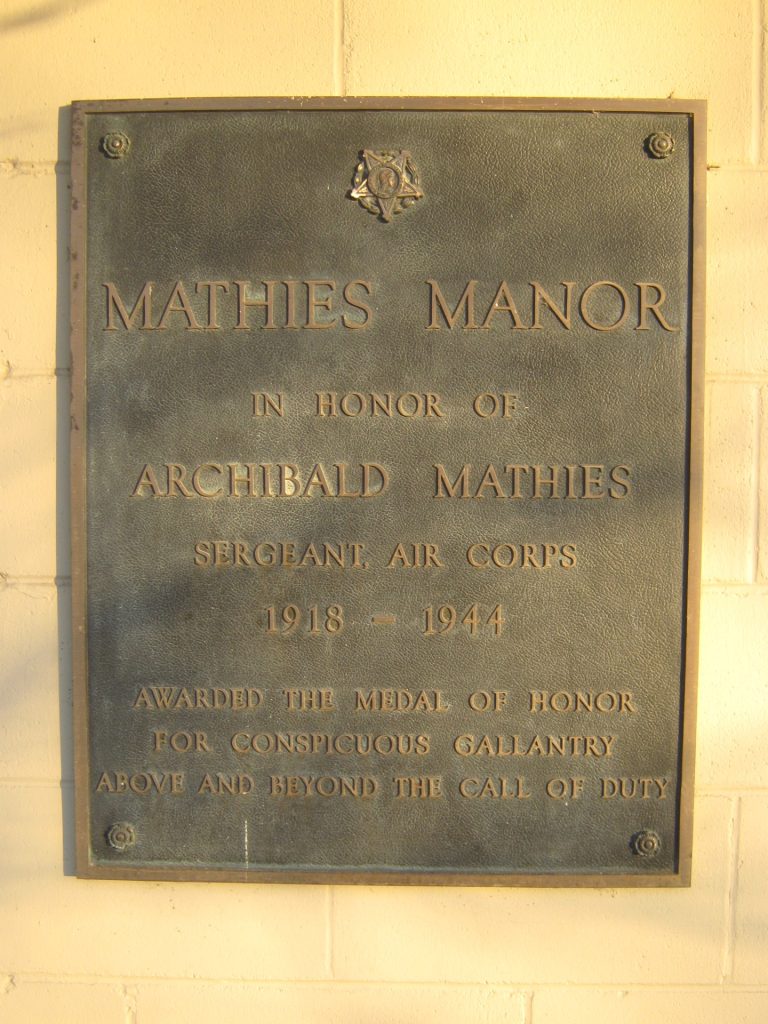 MATHIES MANOR
IN HONOR OF
ARCHIBALD MATHIES
SERGEANT, AIR CORPS
1918 - 1944
AWARDED THE MEDAL OF HONOR
FOR CONSPICUOUS GALLANTRY
ABOVE AND BEYOND THE CALL OF DUTY